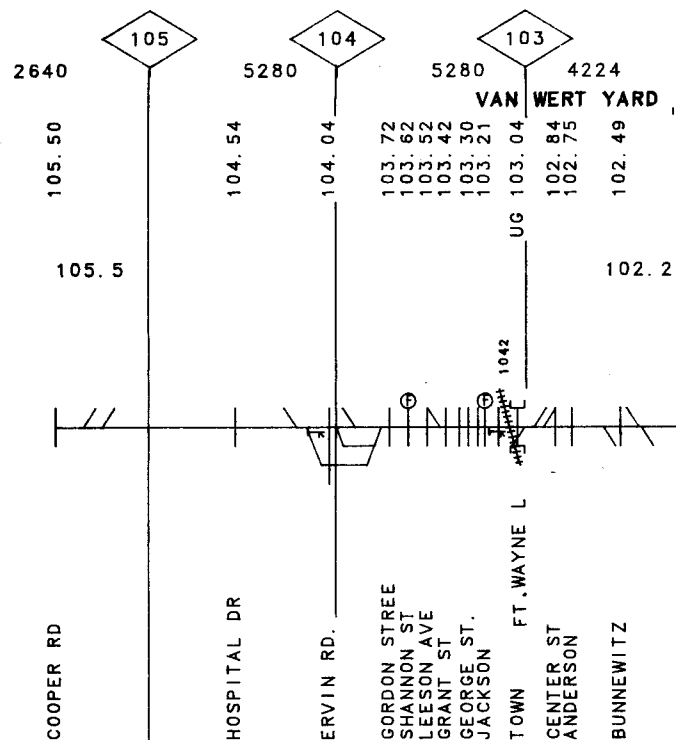 105
104
103
2640
5280
5280
4224
VAN WERT YARD
105.50
104.54
104.04
103.72
103.62
103.52
103.42
103.30
103.21
UG 103.04
102.84
102.75
102.49
105.5
102.2
1042
F
F
COOPER RD
HOSPITAL DR
ERVIN RD.
GORDON STREE
SHANNON ST
LEESON AVE
GRANT ST
GEORGE ST.
JACKSON
TOWN
FT.WAYNE L
CENTER ST
ANDERSON
BUNNEWITZ